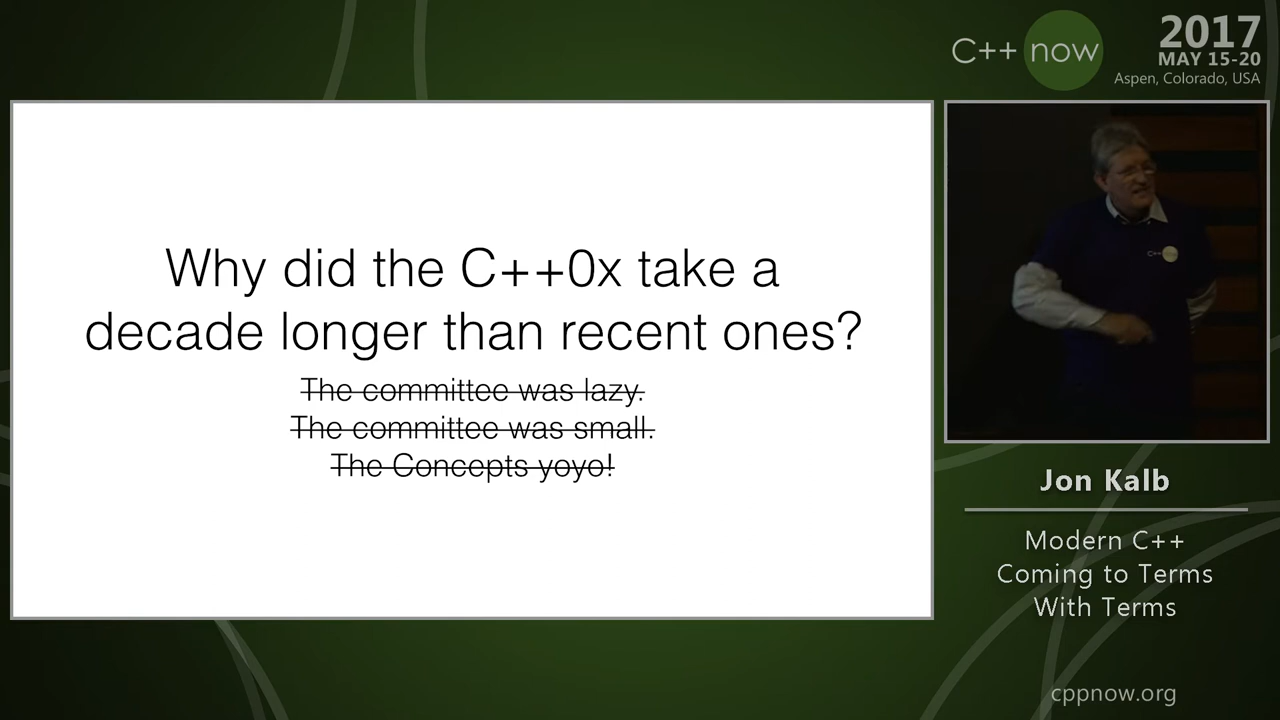 C++ now
2017
MAY 15-20
Aspen, Colorado, USA
Why did the C++0x take a
decade longer than recent ones?
The committee was lazy.
The committee was small.
The Concepts yoyo!
C++
Jon Kalb
Modern C++
Coming to Terms
With Terms
cppnow.org